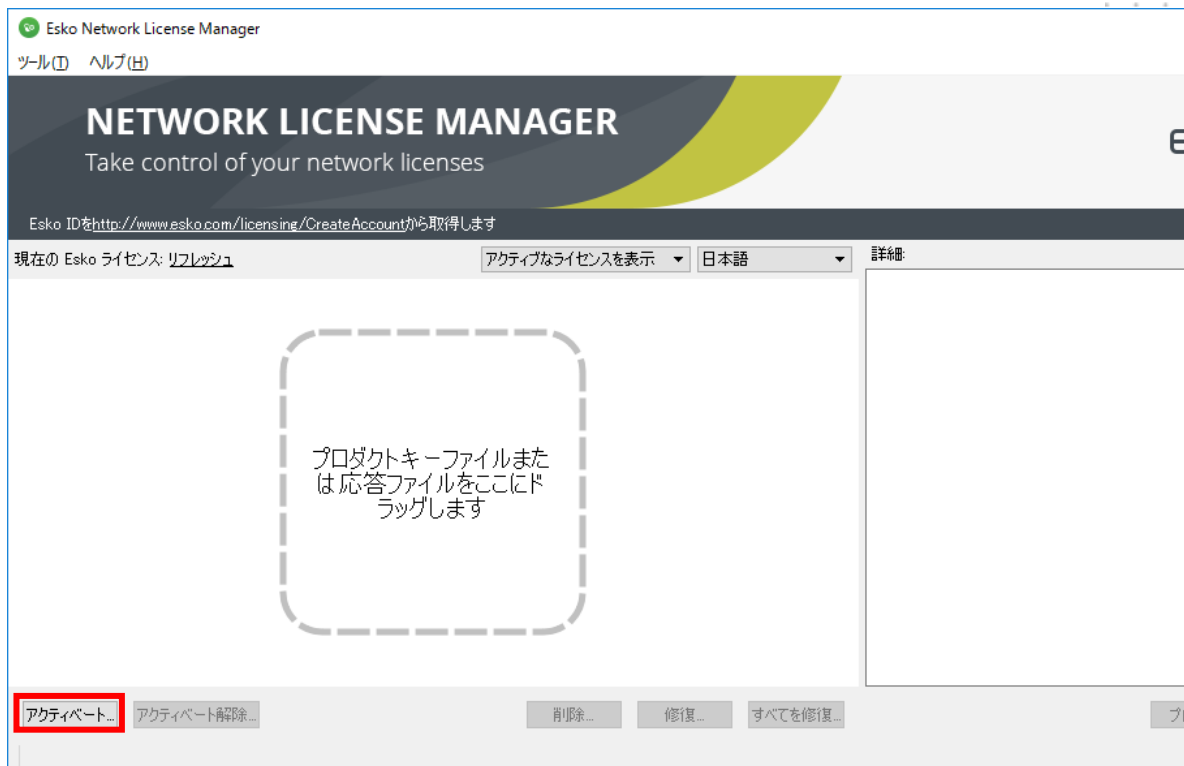 Esko Network License Manager
ツール(T) ヘルプ(H)
NETWORK LICENSE MANAGER
Take control of your network licenses
Esko IDをhttp://www.esko.com/licensing/CreateAccountから取得します
現在の Esko ライセンス: リフレッシュ アクティブなライセンスを表示 日本語 詳細:
プロダクトキーファイルまた
は応答ファイルをここにド
ラッグします
アクティベート... アクティベート解除... 削除... 修復... すべてを修復...